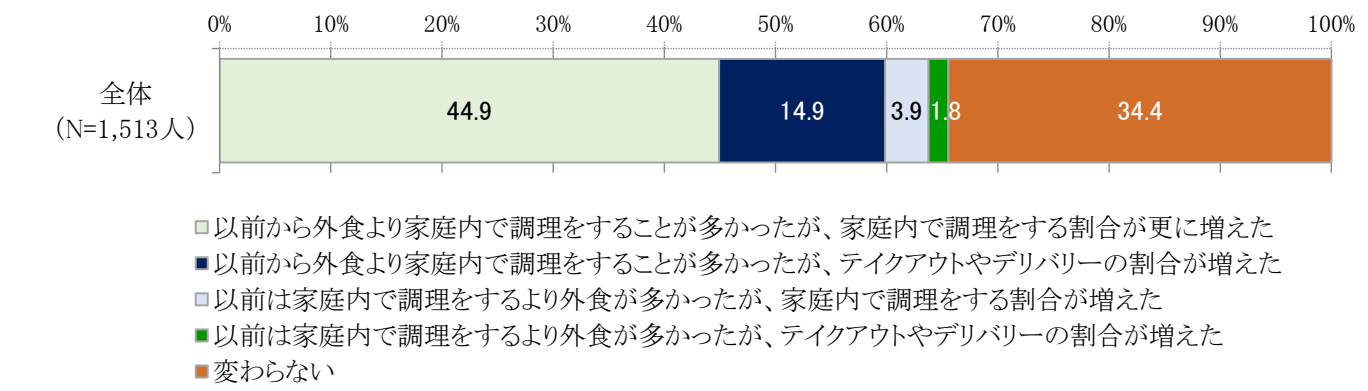 0% 10% 20% 30% 40% 50% 60% 70% 80% 90% 100%
全体
(N=1,513人)
44.9 14.9 3.9 1.8 34.4
以前から外食より家庭内で調理をすることが多かったが、家庭内で調理をする割合が更に増えた
以前から外食より家庭内で調理をすることが多かったが、テイクアウトやデリバリーの割合が増えた
以前は家庭内で調理をするより外食が多かったが、家庭内で調理をする割合が増えた
以前は家庭内で調理をするより外食が多かったが、テイクアウトやデリバリーの割合が増えた
変わらない